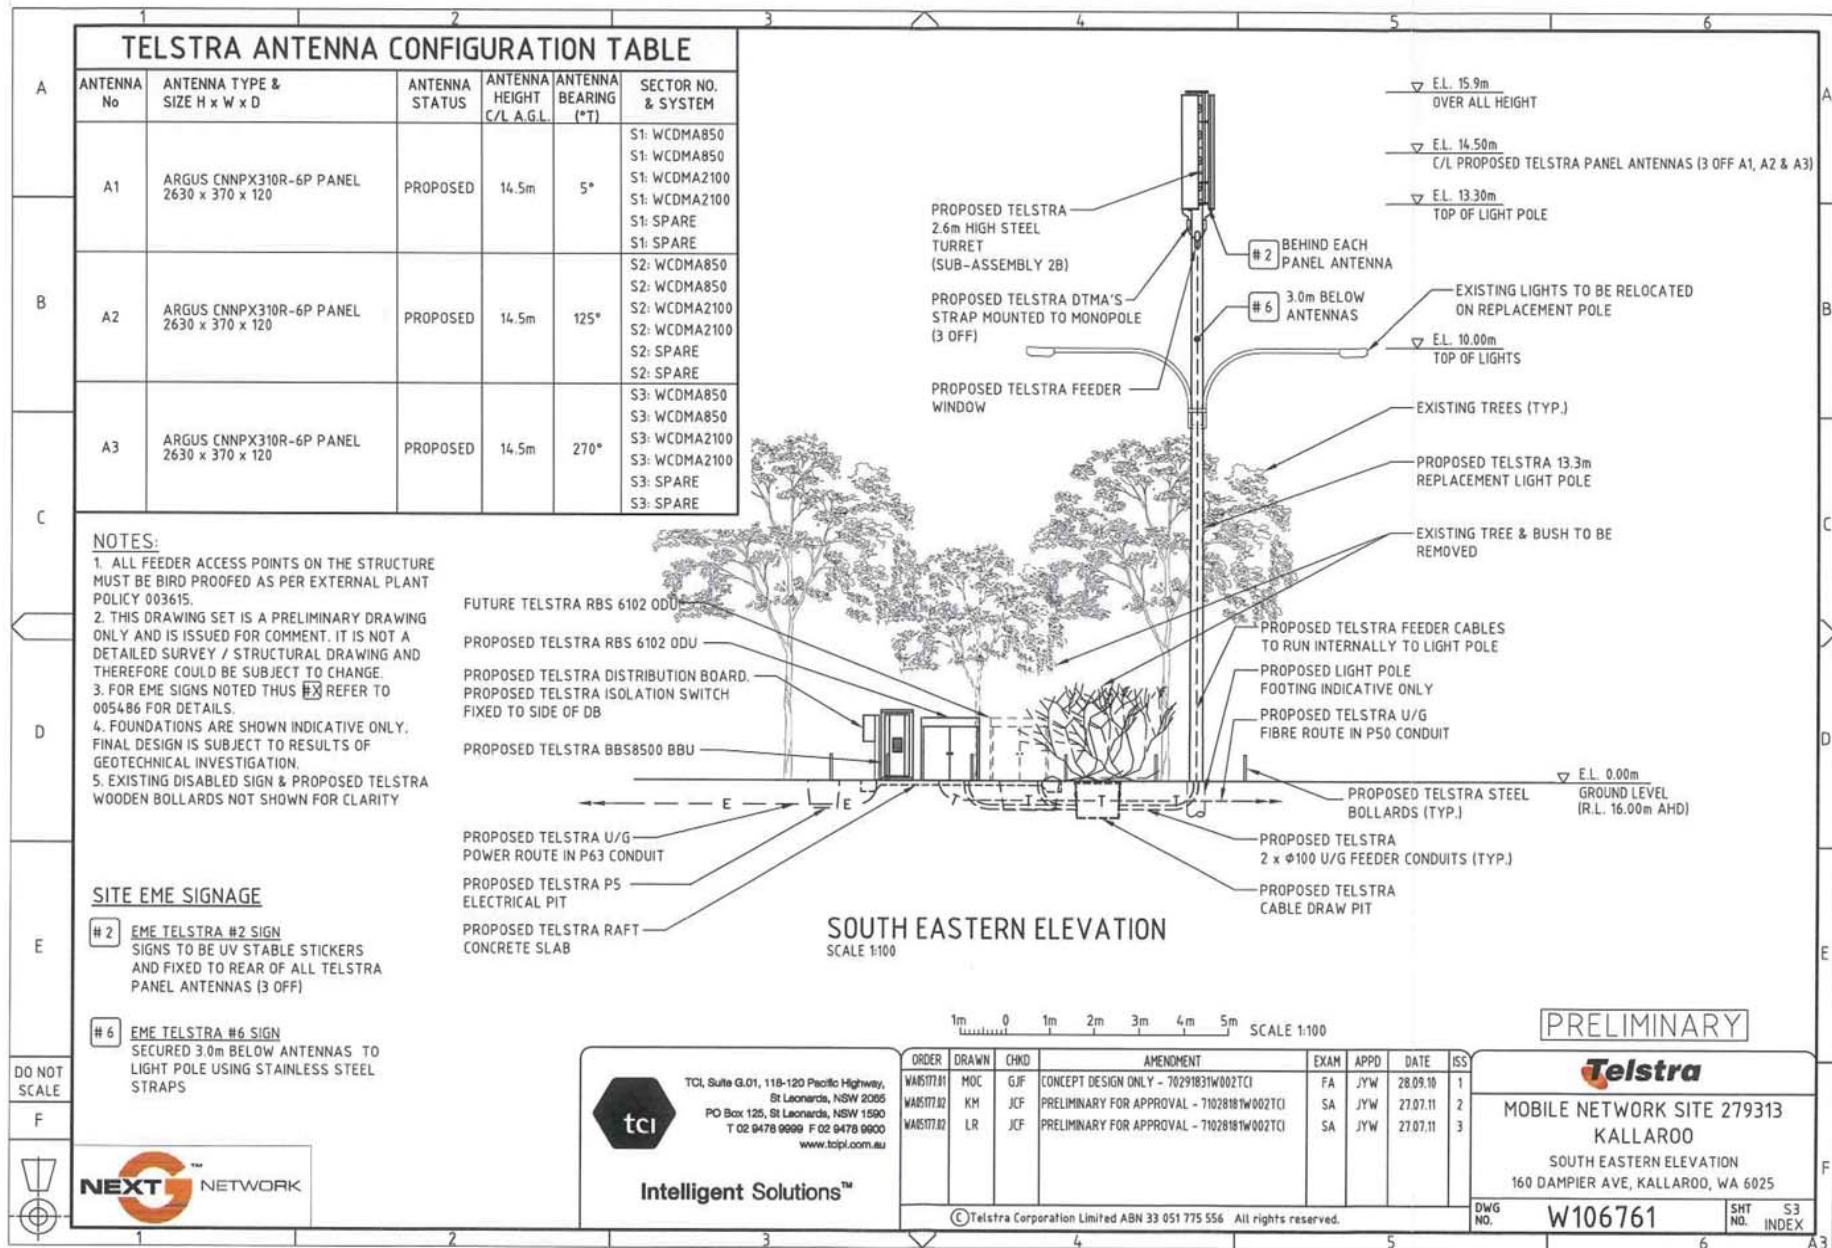 1 2 3 4 5 6
A B C D E F
TELSTRA ANTENNA CONFIGURATION TABLE
ANTENNA No
ANTENNA TYPE & SIZE H x W x D
ANTENNA STATUS
ANTENNA HEIGHT C/L A.G.L.
ANTENNA BEARING (°T)
SECTOR NO. & SYSTEM
A1
ARGUS CNNPX310R-6P PANEL
2630 x 370 x 120
PROPOSED
14.5m
5°
S1: WCDMA850
S1: WCDMA850
S1: WCDMA2100
S1: WCDMA2100
S1: SPARE
S1: SPARE
A2
ARGUS CNNPX310R-6P PANEL
2630 x 370 x 120
PROPOSED
14.5m
125°
S2: WCDMA850
S2: WCDMA850
S2: WCDMA2100
S2: WCDMA2100
S2: SPARE
S2: SPARE
A3
ARGUS CNNPX310R-6P PANEL
2630 x 370 x 120
PROPOSED
14.5m
270°
S3: WCDMA850
S3: WCDMA850
S3: WCDMA2100
S3: WCDMA2100
S3: SPARE
S3: SPARE
NOTES:
1. ALL FEEDER ACCESS POINTS ON THE STRUCTURE
MUST BE BIRD PROOFED AS PER EXTERNAL PLANT
POLICY 003615.
2. THIS DRAWING SET IS A PRELIMINARY DRAWING
ONLY AND IS ISSUED FOR COMMENT. IT IS NOT A
DETAILED SURVEY / STRUCTURAL DRAWING AND
THEREFORE COULD BE SUBJECT TO CHANGE.
3. FOR EME SIGNS NOTED THUS #X REFER TO
005486 FOR DETAILS.
4. FOUNDATIONS ARE SHOWN INDICATIVE ONLY.
FINAL DESIGN IS SUBJECT TO RESULTS OF
GEOTECHNICAL INVESTIGATION.
5. EXISTING DISABLED SIGN & PROPOSED TELSTRA
WOODEN BOLLARDS NOT SHOWN FOR CLARITY
SITE EME SIGNAGE
#2 EME TELSTRA #2 SIGN
SIGNS TO BE UV STABLE STICKERS
AND FIXED TO REAR OF ALL TELSTRA
PANEL ANTENNAS (3 OFF)
#6 EME TELSTRA #6 SIGN
SECURED 3.0m BELOW ANTENNAS TO
LIGHT POLE USING STAINLESS STEEL
STRAPS
PROPOSED TELSTRA
2.6m HIGH STEEL
TURRET
(SUB-ASSEMBLY 2B)
PROPOSED TELSTRA DTMA'S
STRAP MOUNTED TO MONOPOLE
(3 OFF)
PROPOSED TELSTRA FEEDER
WINDOW
E.L. 15.9m
OVER ALL HEIGHT
E.L. 14.50m
C/L PROPOSED TELSTRA PANEL ANTENNAS (3 OFF A1, A2 & A3)
E.L. 13.30m
TOP OF LIGHT POLE
#2 BEHIND EACH
PANEL ANTENNA
#6 3.0m BELOW
ANTENNAS
EXISTING LIGHTS TO BE RELOCATED
ON REPLACEMENT POLE
E.L. 10.00m
TOP OF LIGHTS
EXISTING TREES (TYP.)
PROPOSED TELSTRA 13.3m
REPLACEMENT LIGHT POLE
EXISTING TREE & BUSH TO BE
REMOVED
PROPOSED TELSTRA FEEDER CABLES
TO RUN INTERNALLY TO LIGHT POLE
PROPOSED LIGHT POLE
FOOTING INDICATIVE ONLY
PROPOSED TELSTRA U/G
FIBRE ROUTE IN P50 CONDUIT
E.L. 0.00m
GROUND LEVEL
(R.L. 16.00m AHD)
PROPOSED TELSTRA STEEL
BOLLARDS (TYP.)
PROPOSED TELSTRA
2 x Φ100 U/G FEEDER CONDUITS (TYP.)
PROPOSED TELSTRA
CABLE DRAW PIT
FUTURE TELSTRA RBS 6102 ODU
PROPOSED TELSTRA RBS 6102 ODU
PROPOSED TELSTRA DISTRIBUTION BOARD.
PROPOSED TELSTRA ISOLATION SWITCH
FIXED TO SIDE OF DB
PROPOSED TELSTRA BBS8500 BBU
E E T T T
PROPOSED TELSTRA U/G
POWER ROUTE IN P63 CONDUIT
PROPOSED TELSTRA P5
ELECTRICAL PIT
PROPOSED TELSTRA RAFT
CONCRETE SLAB
SOUTH EASTERN ELEVATION
SCALE 1:100
1m 0 1m 2m 3m 4m 5m SCALE 1:100
PRELIMINARY
DO NOT
SCALE
NEXT G™ NETWORK
tci
TCI, Suite G.01, 118-120 Pacific Highway,
St Leonards, NSW 2065
PO Box 125, St Leonards, NSW 1590
T 02 9478 9999 F 02 9478 9900
www.tcipl.com.au
Intelligent Solutions™
ORDER DRAWN CHKD AMENDMENT EXAM APPD DATE ISS
WA05177.01 MOC GJF CONCEPT DESIGN ONLY - 70291831W002TCI FA JYW 28.09.10 1
WA05177.02 KM JCF PRELIMINARY FOR APPROVAL - 71028181W002TCI SA JYW 27.07.11 2
WA05177.02 LR JCF PRELIMINARY FOR APPROVAL - 71028181W002TCI SA JYW 27.07.11 3
©Telstra Corporation Limited ABN 33 051 775 556 All rights reserved.
Telstra
MOBILE NETWORK SITE 279313
KALLAROO
SOUTH EASTERN ELEVATION
160 DAMPIER AVE, KALLAROO, WA 6025
DWG NO. W106761
SHT NO. S3
INDEX
A3